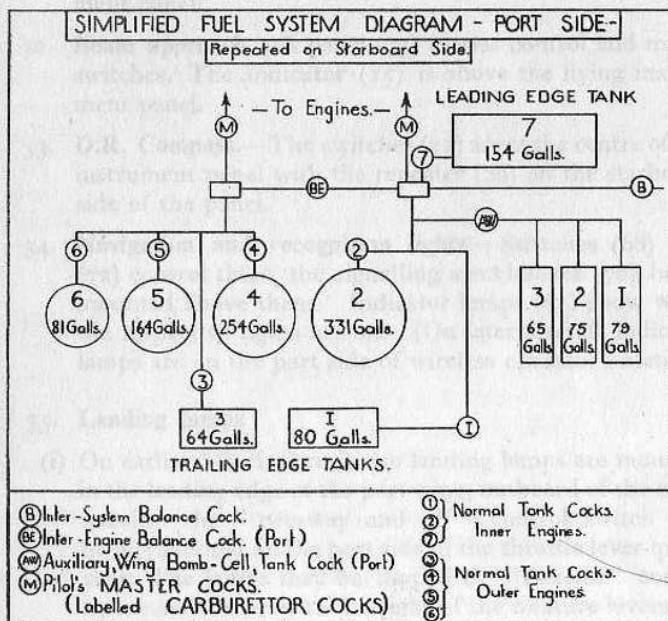 SIMPLIFIED FUEL SYSTEM DIAGRAM - PORT SIDE -
Repeated on Starboard Side.
— To Engines. —
M
M
LEADING EDGE TANK
7
154 Galls.
7
BE
B
AW
6
5
4
2
6
81 Galls.
5
164 Galls.
4
254 Galls.
2
331 Galls.
3
65
Galls.
2
75
Galls.
1
79
Galls.
3
1
3
64 Galls.
1
80 Galls.
TRAILING EDGE TANKS.
B Inter-System Balance Cock.
BE Inter-Engine Balance Cock. (Port)
AW Auxiliary, Wing, Bomb-Cell, Tank Cock (Port)
M Pilot's MASTER COCKS.
(Labelled CARBURETTOR COCKS)
1
2
7
Normal Tank Cocks.
Inner Engines.
3
4
5
6
Normal Tank Cocks.
Outer Engines.